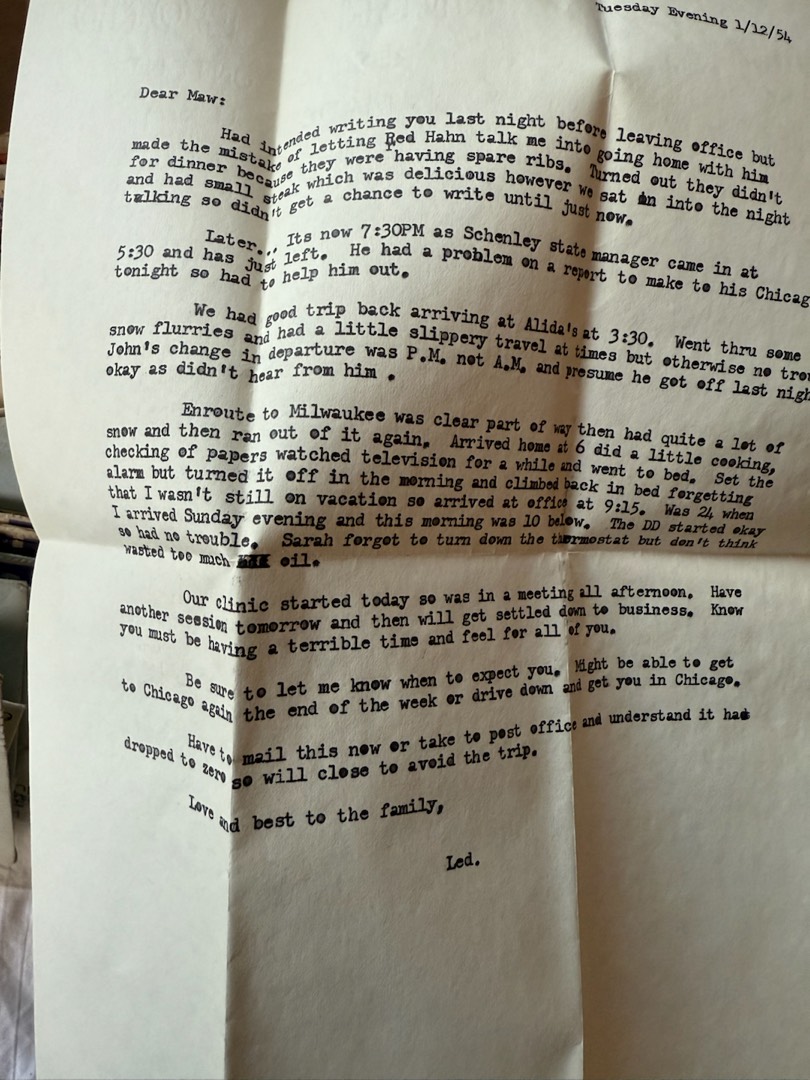 Tuesday Evening 1/12/54
Dear Maw:
Had intended writing you last night before leaving office but
made the mistake of letting Red Hahn talk me into going home with him
for dinner because they were having spare ribs. Turned out they didn't
and had small steak which was delicious however we sat on into the night
talking so didn't get a chance to write until just now.
Later... Its now 7:30PM as Schenley state manager came in at
5:30 and has just left. He had a problem on a report to make to his Chicag
tonight so had to help him out.
We had good trip back arriving at Alida's at 3:30. Went thru some
snow flurries and had a little slippery travel at times but otherwise no tro
John's change in departure was P.M. not A.M. and presume he got off last nigh
okay as didn't hear from him .
Enroute to Milwaukee was clear part of way then had quite a lot of
snow and then ran out of it again. Arrived home at 6 did a little cooking,
checking of papers watched television for a while and went to bed. Set the
alarm but turned it off in the morning and climbed back in bed forgetting
that I wasn't still on vacation so arrived at office at 9:15. Was 24 when
I arrived Sunday evening and this morning was 10 below. The DD started okay
so had no trouble. Sarah forgot to turn down the thermostat but don't think
wasted too much oil.
Our clinic started today so was in a meeting all afternoon. Have
another session tomorrow and then will get settled down to business. Know
you must be having a terrible time and feel for all of you.
Be sure to let me know when to expect you. Might be able to get
to Chicago again the end of the week or drive down and get you in Chicago.
Have to mail this now or take to post office and understand it had
dropped to zero so will close to avoid the trip.
Love and best to the family,
Led.